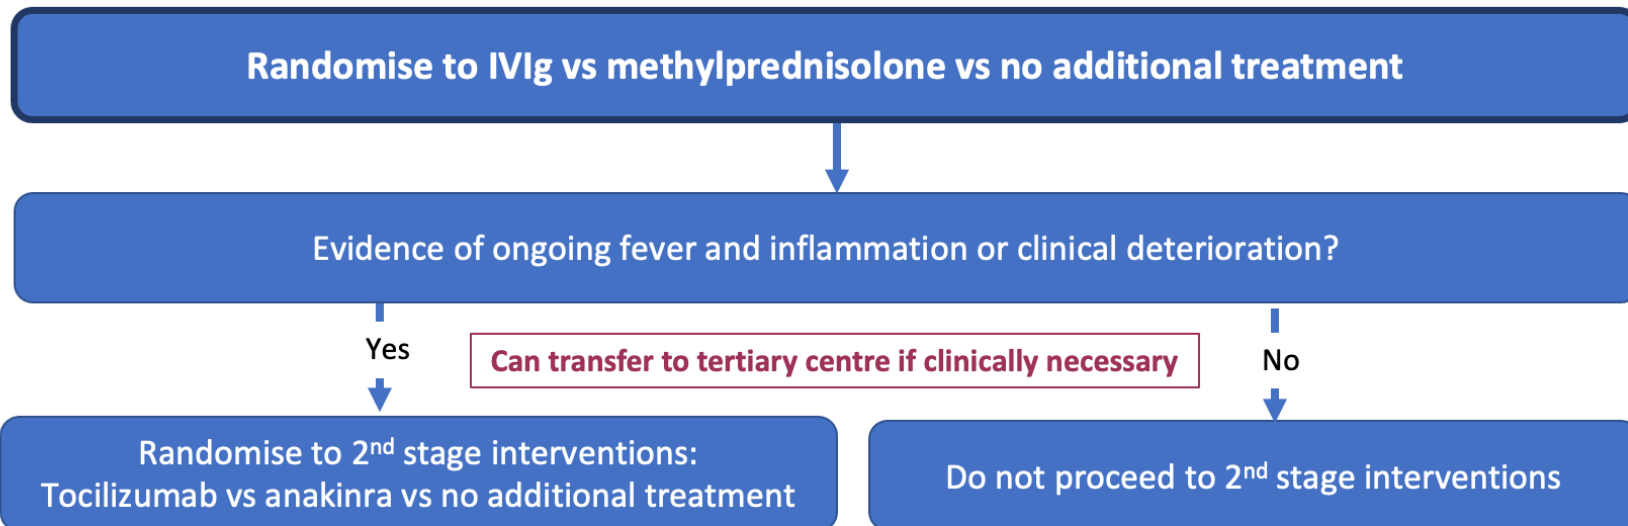 Randomise to IVIg vs methylprednisolone vs no additional treatment
Evidence of ongoing fever and inflammation or clinical deterioration?
Yes
Can transfer to tertiary centre if clinically necessary
No
Randomise to 2nd stage interventions:
Tocilizumab vs anakinra vs no additional treatment
Do not proceed to 2nd stage interventions